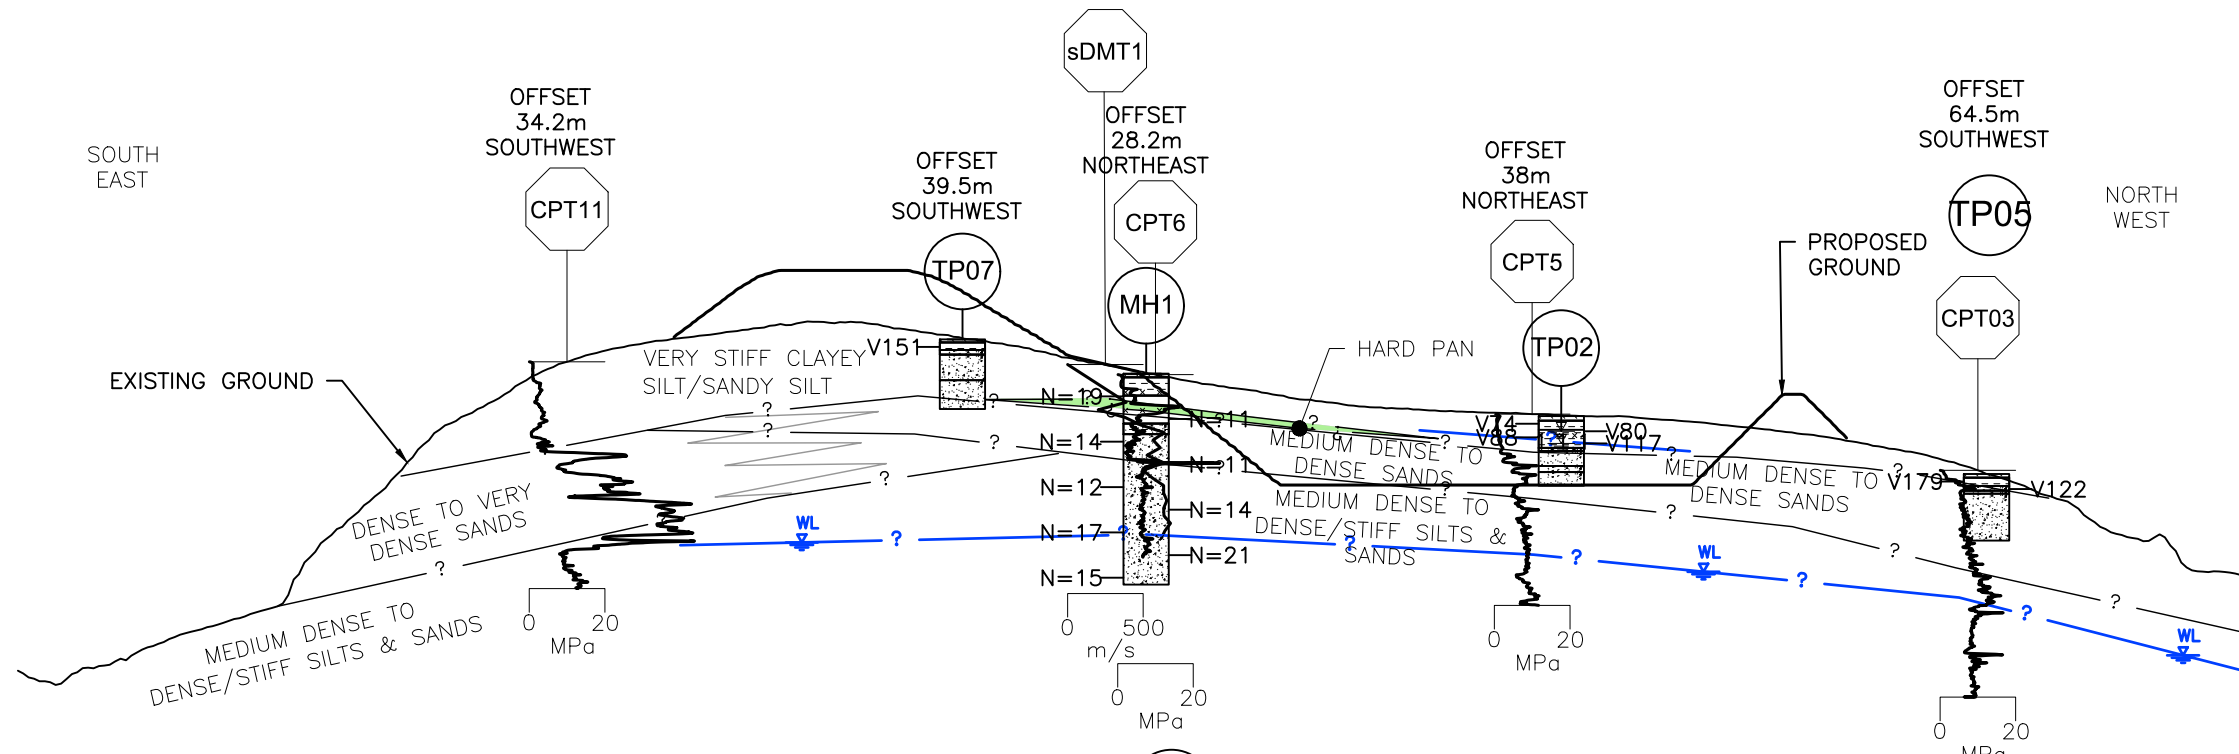 sDMT1
OFFSET
34.2m
SOUTHWEST
OFFSET
28.2m
NORTHEAST
OFFSET
64.5m
SOUTHWEST
SOUTH
EAST
OFFSET
39.5m
SOUTHWEST
OFFSET
38m
NORTHEAST
NORTH
WEST
CPT11
CPT6
TP05
TP07
CPT5
PROPOSED
GROUND
MH1
CPT03
TP02
HARD PAN
EXISTING GROUND
VERY STIFF CLAYEY
SILT/SANDY SILT
V151
N=19
N=11
N=14
N=11
N=12
N=14
N=17
N=21
N=15
V74
V88
V80
V117
V179
V122
MEDIUM DENSE TO
DENSE SANDS
MEDIUM DENSE TO
DENSE SANDS
MEDIUM DENSE TO
DENSE/STIFF SILTS &
SANDS
DENSE TO VERY
DENSE SANDS
MEDIUM DENSE TO
DENSE/STIFF SILTS & SANDS
? ? ? ? ? ? ? ? ? ? ? ? ? ? ? ? ? ?
WL ? ? ? ? WL ? ? WL
?
0 20
MPa
0 500
m/s
0 20
MPa
0 20
MPa
0 20
MPa